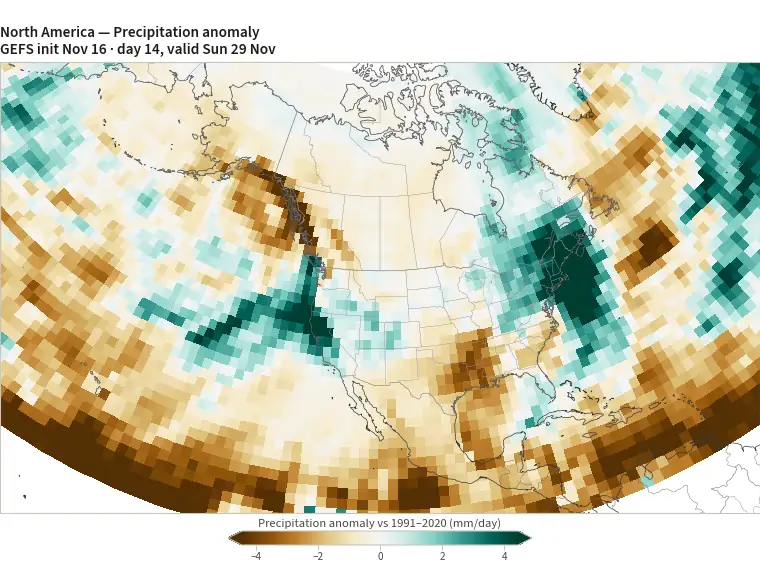 North America — Precipitation anomaly
GEFS init Nov 16 · day 14, valid Sun 29 Nov
Precipitation anomaly vs 1991–2020 (mm/day)
−4 −2 0 2 4